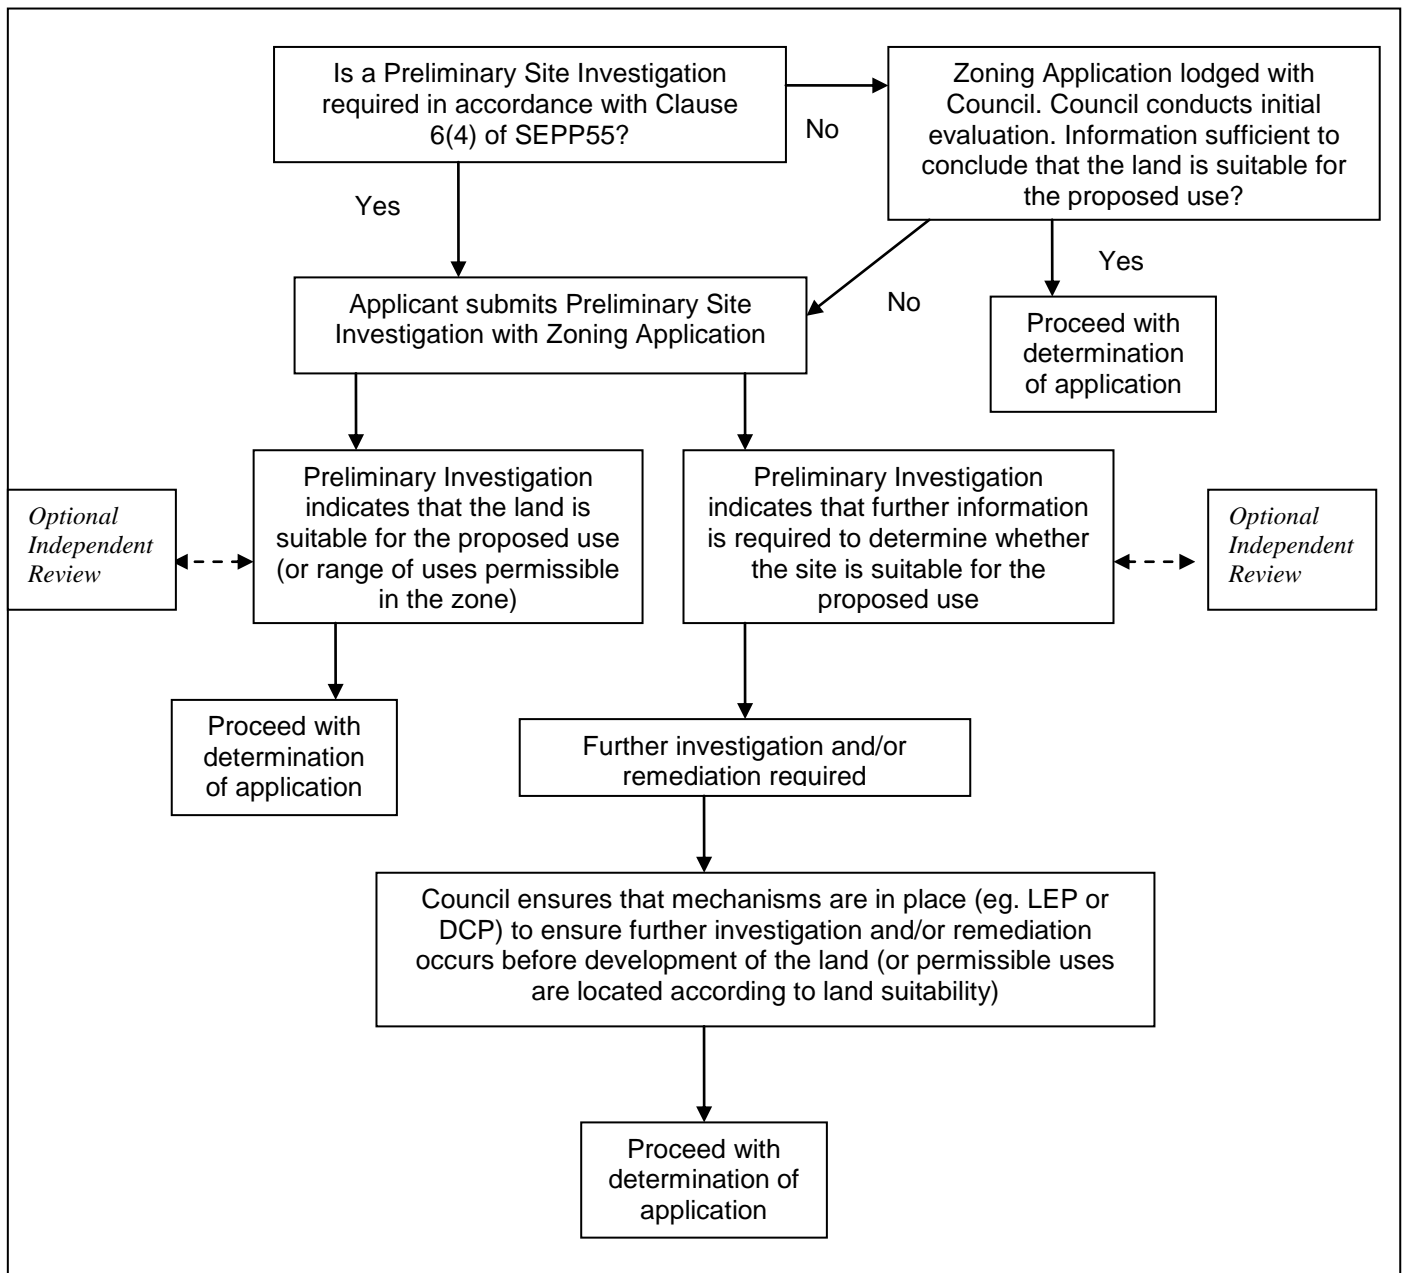 Is a Preliminary Site Investigation
required in accordance with Clause
6(4) of SEPP55?
No
Zoning Application lodged with
Council. Council conducts initial
evaluation. Information sufficient to
conclude that the land is suitable for
the proposed use?
Yes
Yes
No
Applicant submits Preliminary Site
Investigation with Zoning Application
Proceed with
determination
of application
Optional
Independent
Review
Preliminary Investigation
indicates that the land is
suitable for the proposed use
(or range of uses permissible
in the zone)
Preliminary Investigation
indicates that further information
is required to determine whether
the site is suitable for the
proposed use
Optional
Independent
Review
Proceed with
determination
of application
Further investigation and/or
remediation required
Council ensures that mechanisms are in place (eg. LEP or
DCP) to ensure further investigation and/or remediation
occurs before development of the land (or permissible uses
are located according to land suitability)
Proceed with
determination of
application